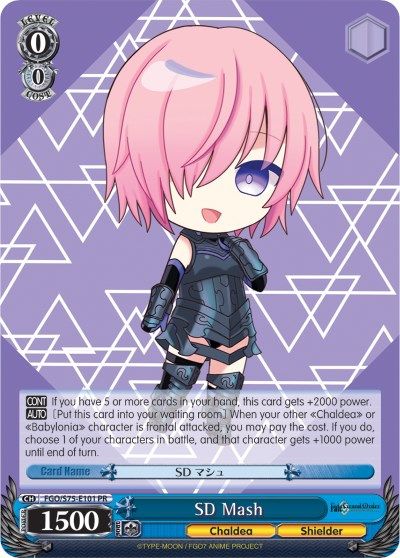 LEVEL
0
0
COST
CONT If you have 5 or more cards in your hand, this card gets +2000 power.
AUTO [Put this card into your waiting room] When your other «Chaldea» or
«Babylonia» character is frontal attacked, you may pay the cost. If you do,
choose 1 of your characters in battle, and that character gets +1000 power
until end of turn.
Card Name
SD マシュ
CH FGO/S75-E101 PR
POWER 1500
SD Mash
Chaldea Shielder
©TYPE-MOON / FGO7 ANIME PROJECT